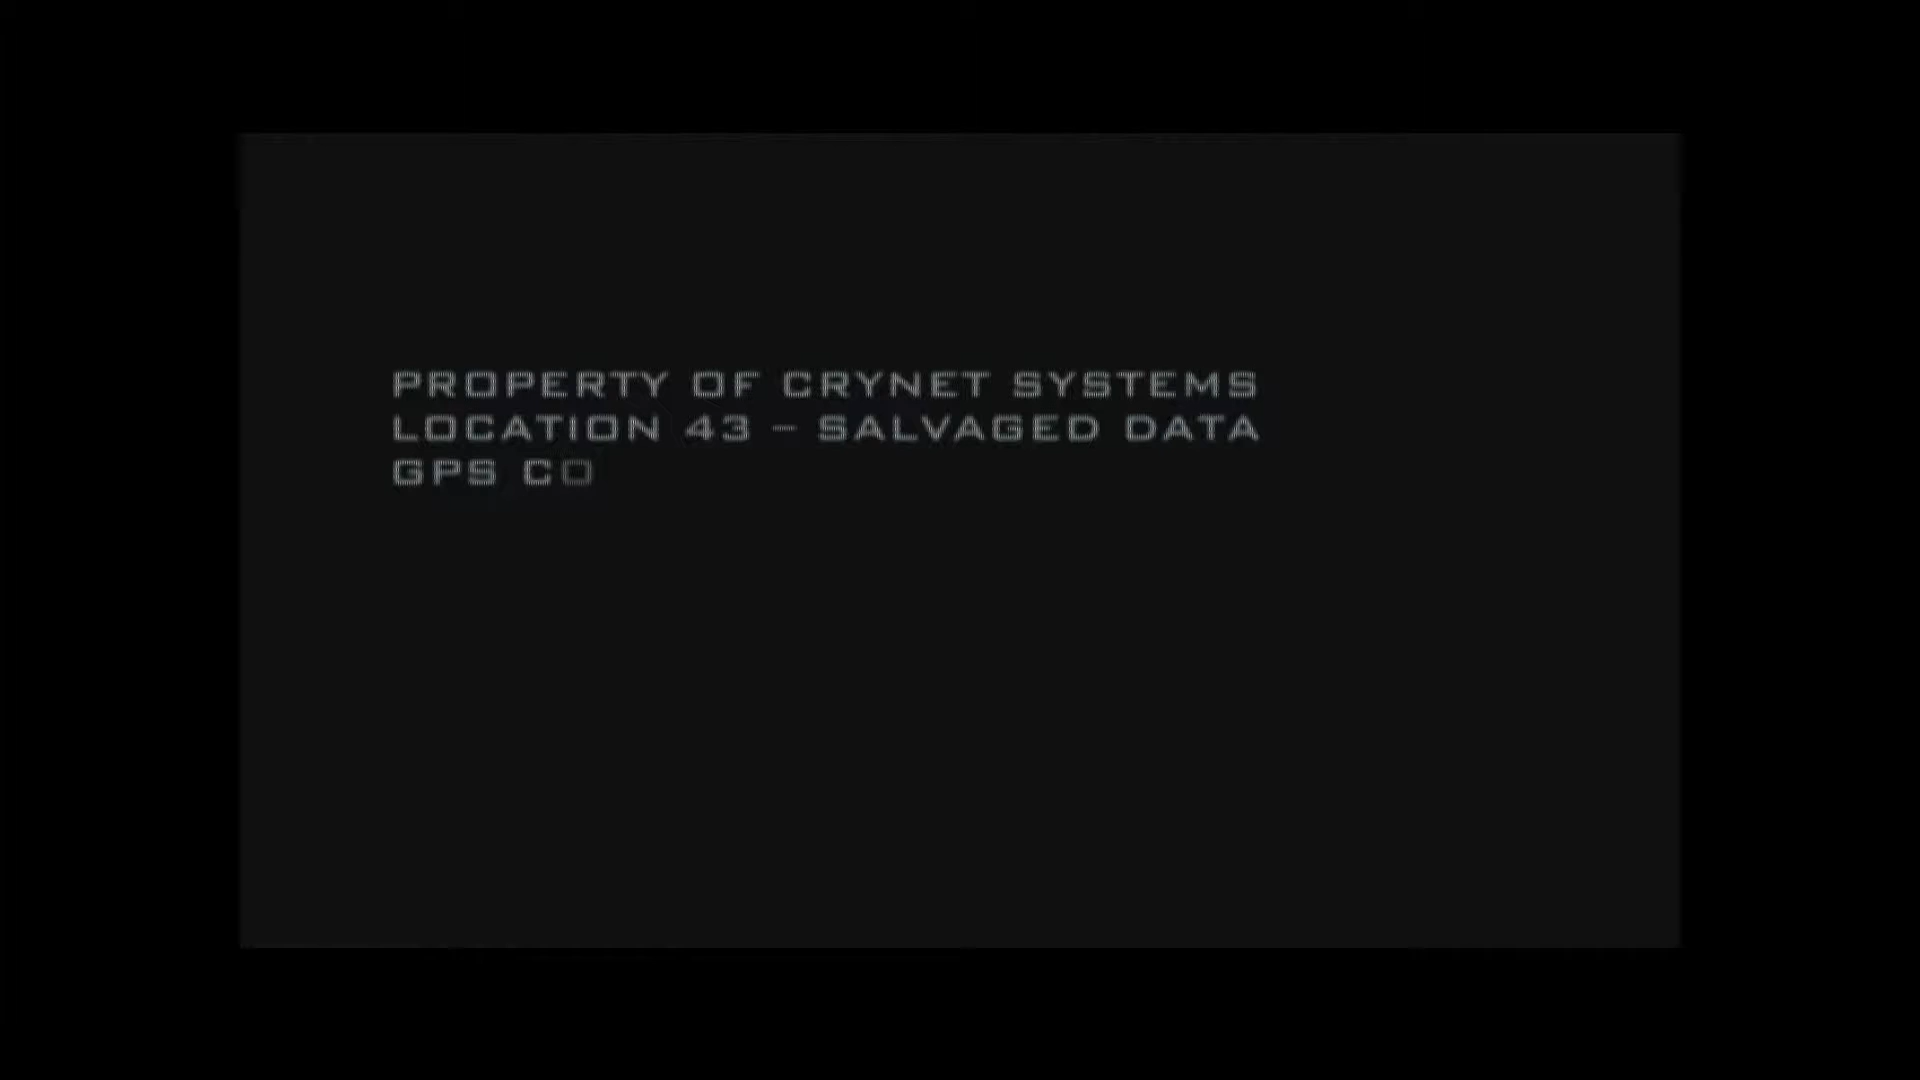 PROPERTY OF CRYNET SYSTEMS
LOCATION 43 – SALVAGED DATA
GPS CO